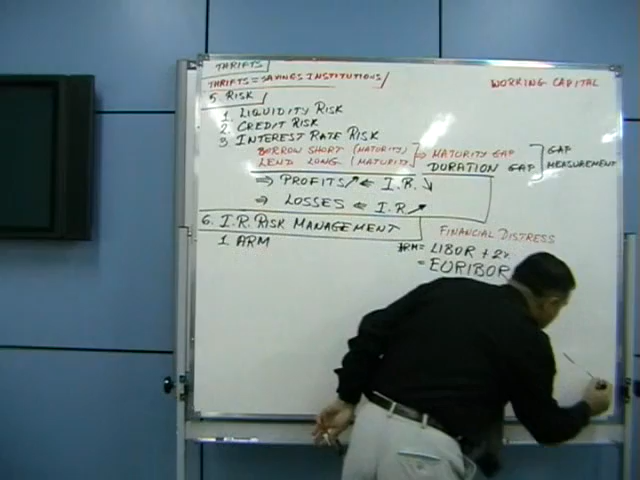 THRIFTS
THRIFTS = SAVINGS INSTITUTIONS
WORKING CAPITAL
5. RISK
1. LIQUIDITY RISK
2. CREDIT RISK
3 INTEREST RATE RISK
BORROW SHORT (MATURITY)
LEND LONG (MATURITY)
⇒ MATURITY GAP
DURATION GAP
GAP
MEASUREMENT
⇒ PROFITS ↗ ⇐ I.R. ↘
⇒ LOSSES ⇐ I.R. ↗
6. I.R. RISK MANAGEMENT
1. ARM
FINANCIAL DISTRESS
ARM = LIBOR + 2%
= EURIBOR